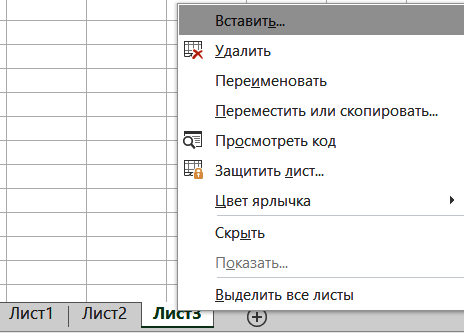 Вставить...
Удалить
Переименовать
Переместить или скопировать...
Просмотреть код
Защитить лист...
Цвет ярлычка
Скрыть
Показать...
Выделить все листы
Лист1 Лист2 Лист3